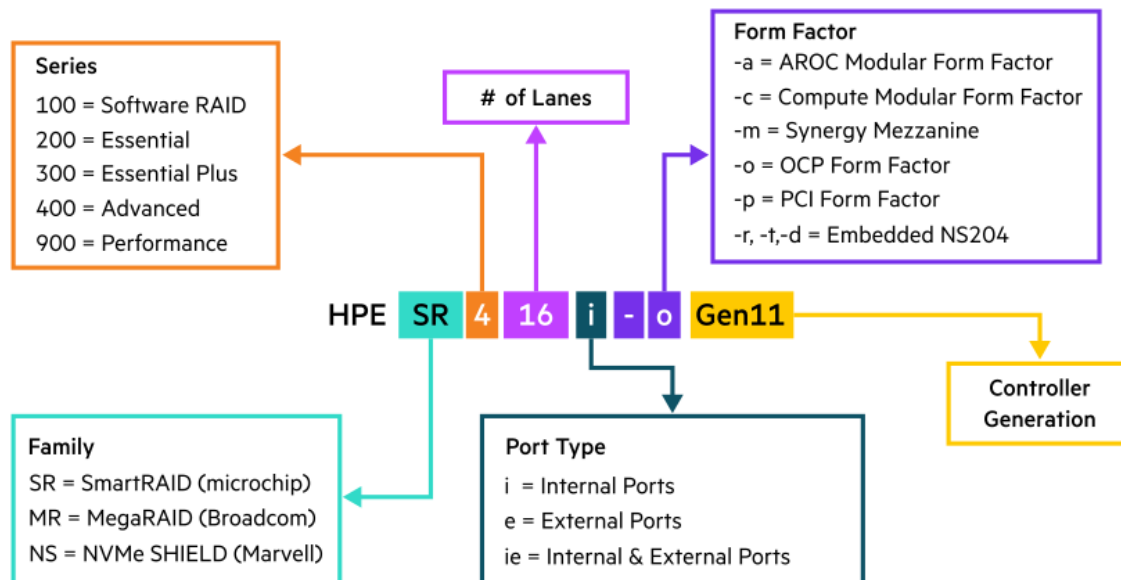 Series
100 = Software RAID
200 = Essential
300 = Essential Plus
400 = Advanced
900 = Performance
# of Lanes
Form Factor
-a = AROC Modular Form Factor
-c = Compute Modular Form Factor
-m = Synergy Mezzanine
-o = OCP Form Factor
-p = PCI Form Factor
-r, -t,-d = Embedded NS204
HPE SR 4 16 i - o Gen11
Controller
Generation
Family
SR = SmartRAID (microchip)
MR = MegaRAID (Broadcom)
NS = NVMe SHIELD (Marvell)
Port Type
i = Internal Ports
e = External Ports
ie = Internal & External Ports